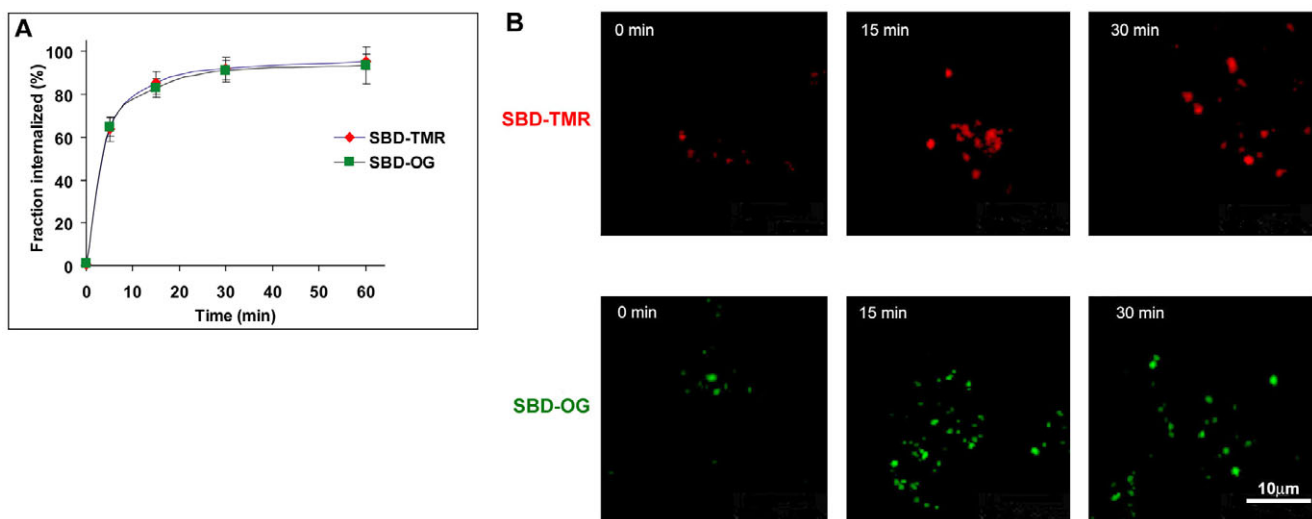 A
Fraction internalized (%)
100
80
60
40
20
0
0 10 20 30 40 50 60
Time (min)
SBD-TMR
SBD-OG
B
SBD-TMR
0 min
15 min
30 min
SBD-OG
0 min
15 min
30 min
10μm